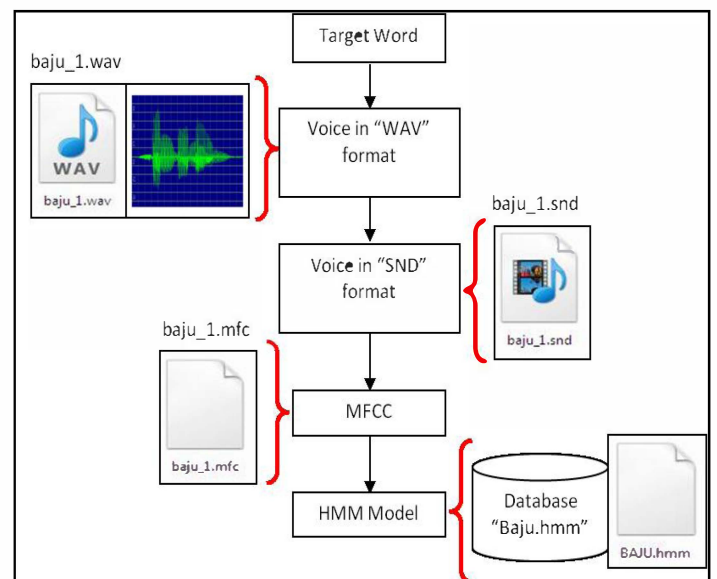 Target Word
baju_1.wav
WAV
baju_1.wav
Voice in “WAV”
format
baju_1.snd
Voice in “SND”
format
baju_1.snd
baju_1.mfc
baju_1.mfc
MFCC
HMM Model
Database
“Baju.hmm”
BAJU.hmm